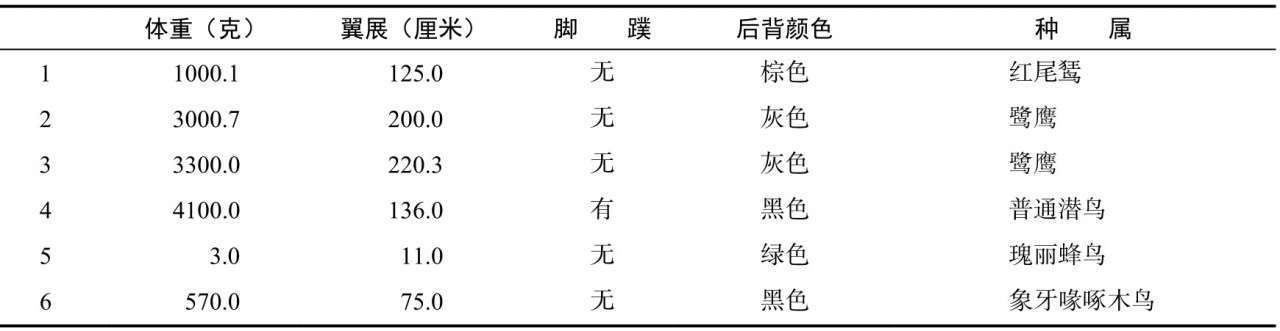 体重（克） 翼展（厘米） 脚 蹼 后背颜色 种 属
1 1000.1 125.0 无 棕色 红尾𫛭
2 3000.7 200.0 无 灰色 鹭鹰
3 3300.0 220.3 无 灰色 鹭鹰
4 4100.0 136.0 有 黑色 普通潜鸟
5 3.0 11.0 无 绿色 瑰丽蜂鸟
6 570.0 75.0 无 黑色 象牙喙啄木鸟